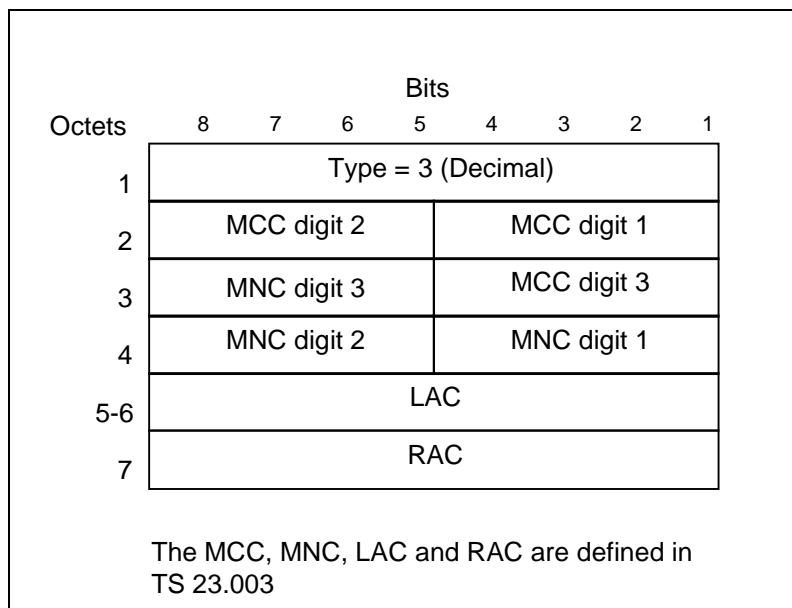 Bits
Octets 8 7 6 5 4 3 2 1
1 Type = 3 (Decimal)
2 MCC digit 2 MCC digit 1
3 MNC digit 3 MCC digit 3
4 MNC digit 2 MNC digit 1
5-6 LAC
7 RAC
The MCC, MNC, LAC and RAC are defined in
TS 23.003